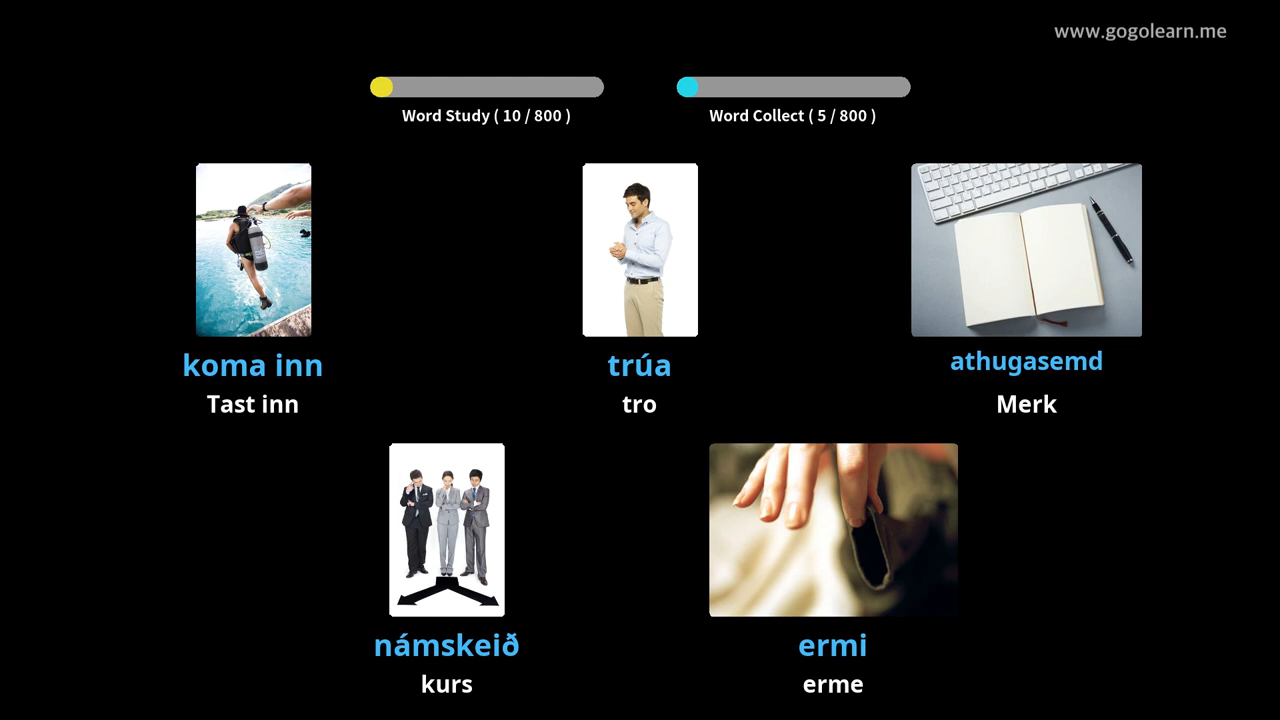 www.gogolearn.me
Word Study ( 10 / 800 )
Word Collect ( 5 / 800 )
koma inn
Tast inn
trúa
tro
athugasemd
Merk
námskeið
kurs
ermi
erme